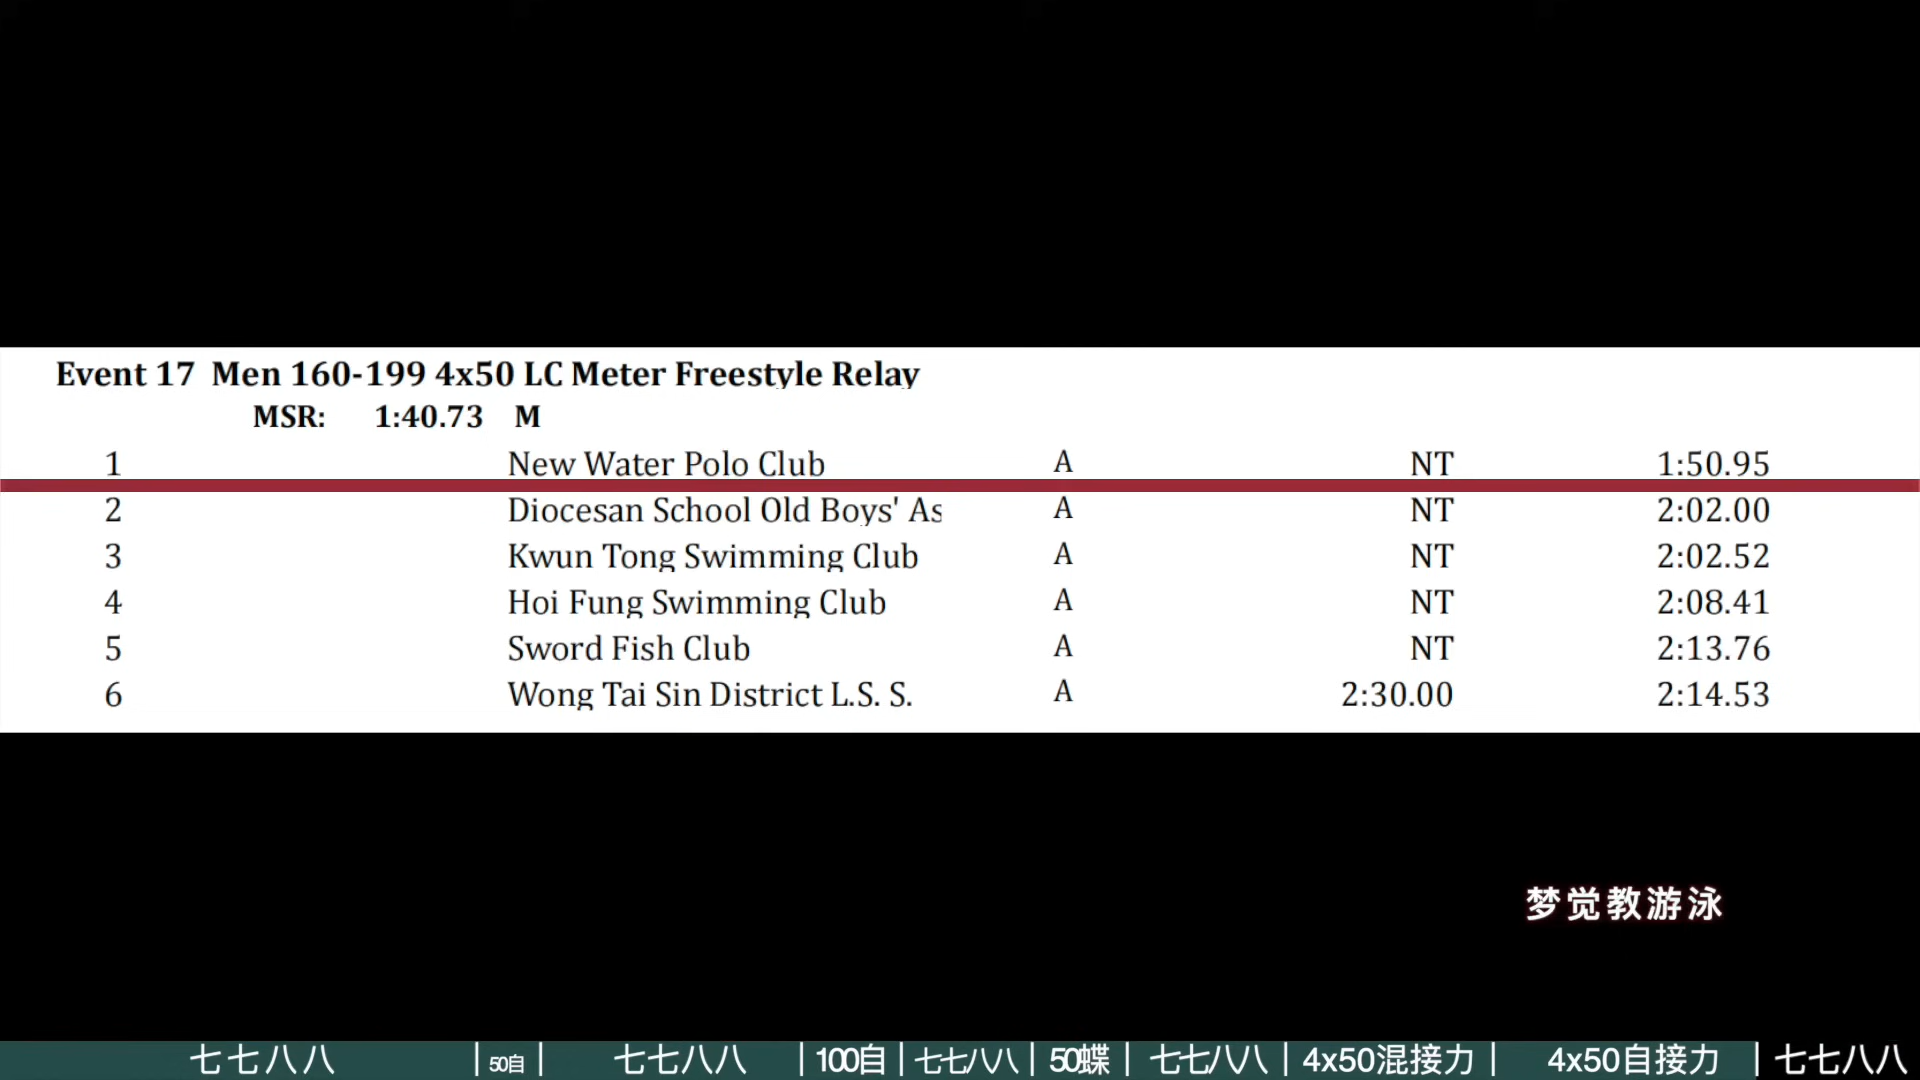 Event 17 Men 160-199 4x50 LC Meter Freestyle Relay
MSR: 1:40.73 M
1 New Water Polo Club A NT 1:50.95
2 Diocesan School Old Boys' As A NT 2:02.00
3 Kwun Tong Swimming Club A NT 2:02.52
4 Hoi Fung Swimming Club A NT 2:08.41
5 Sword Fish Club A NT 2:13.76
6 Wong Tai Sin District L.S. S. A 2:30.00 2:14.53
梦觉教游泳
七七八八 | 50自 | 七七八八 | 100自 | 七七八八 | 50蝶 | 七七八八 | 4x50混接力 | 4x50自接力 | 七七八八